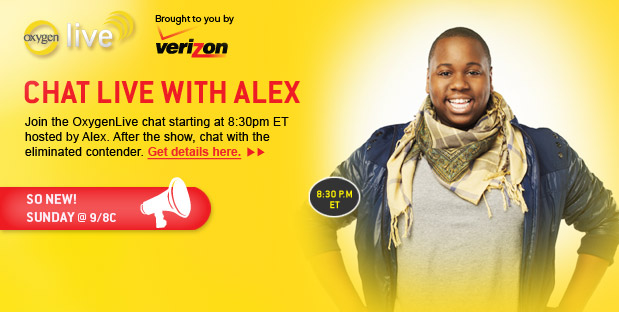 oxygen live
Brought to you by
verizon
CHAT LIVE WITH ALEX
Join the OxygenLive chat starting at 8:30pm ET
hosted by Alex. After the show, chat with the
eliminated contender. Get details here.
SO NEW!
SUNDAY @ 9/8C
8:30 P.M
ET